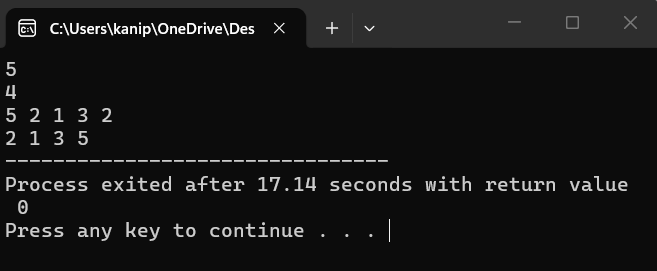 C:\Users\kanip\OneDrive\Des
5
4
5 2 1 3 2
2 1 3 5
--------------------------------
Process exited after 17.14 seconds with return value
 0
Press any key to continue . . .